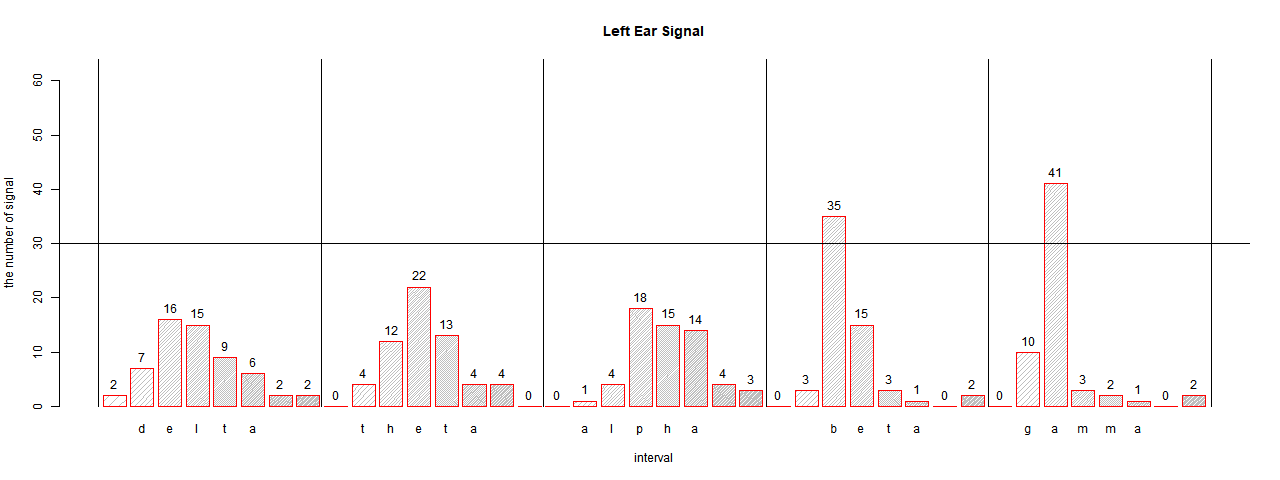 Left Ear Signal
the number of signal
60
50
40
30
20
10
0
2 7 16 15 9 6 2 2
0 4 12 22 13 4 4 0
0 1 4 18 15 14 4 3
0 3 35 15 3 1 0 2
0 10 41 3 2 1 0 2
d e l t a t h e t a a l p h a b e t a g a m m a
interval